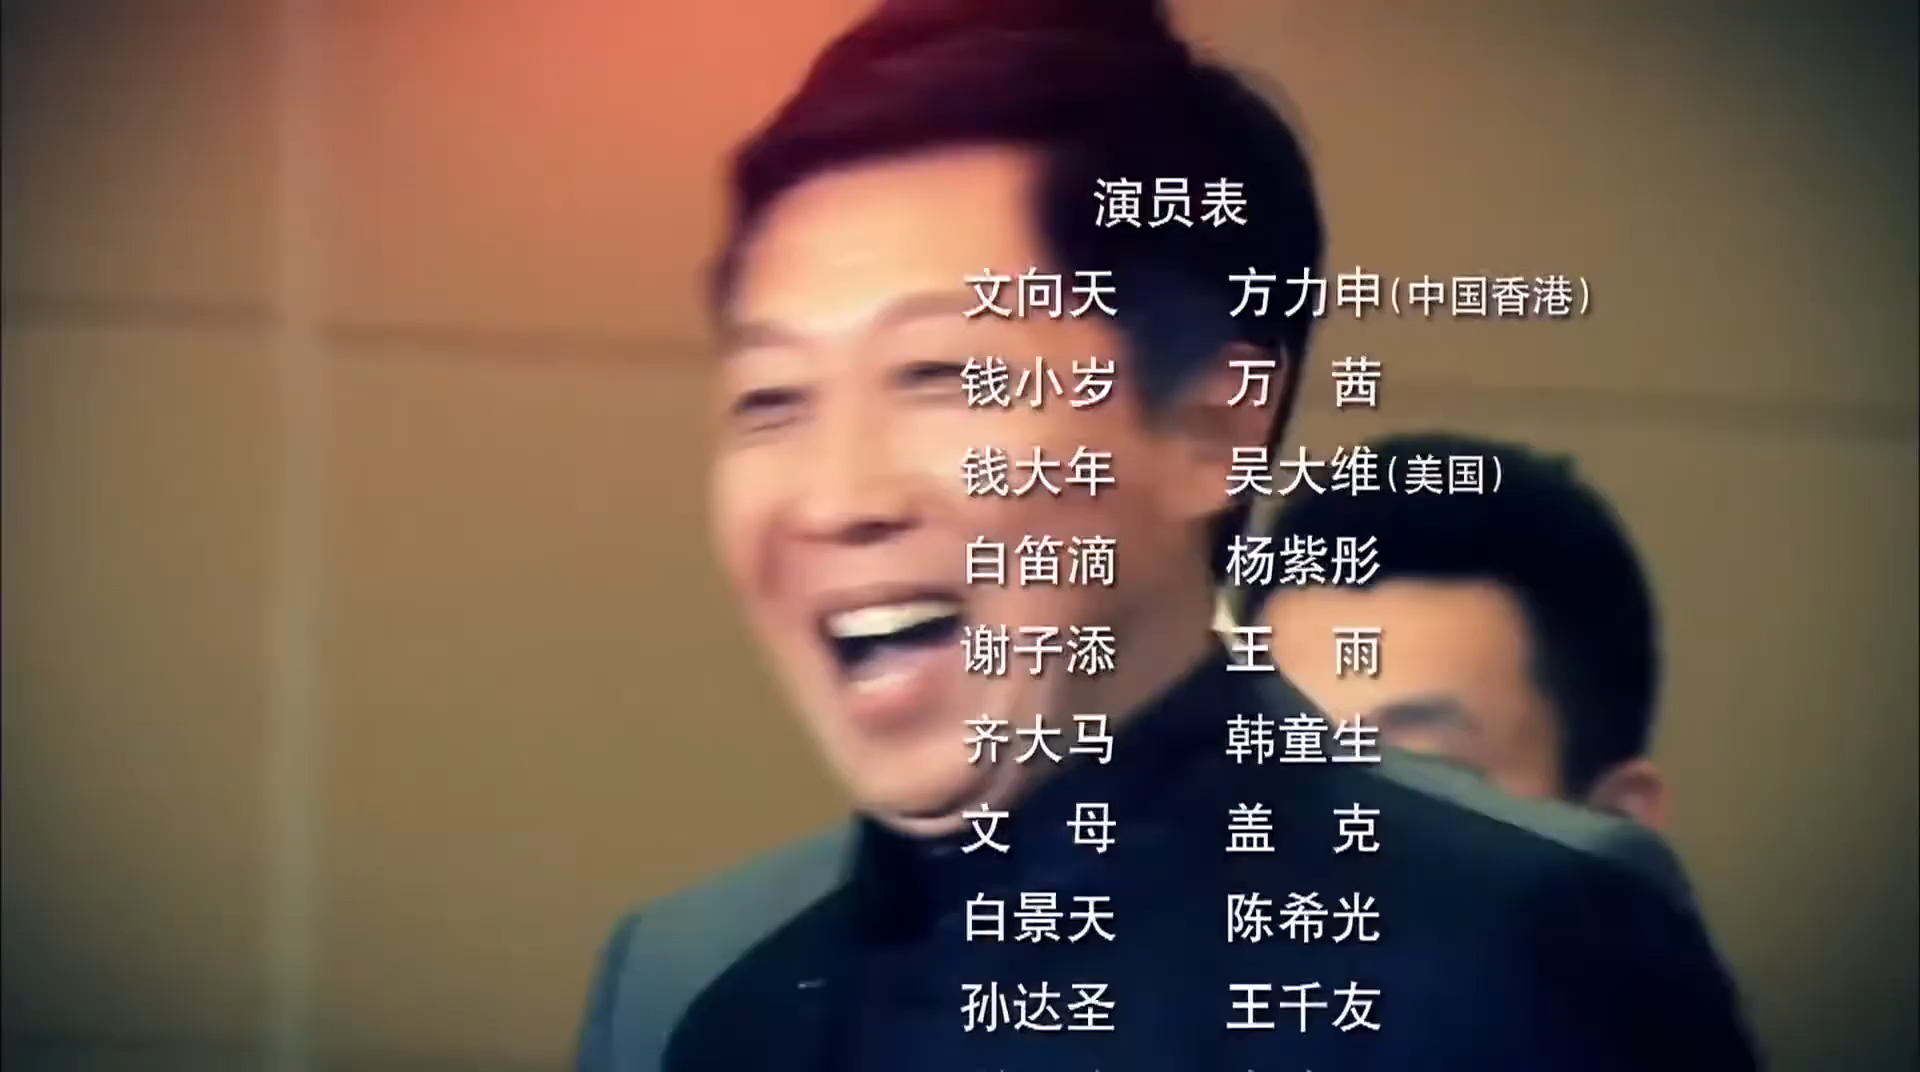 演员表
文向天 方力申(中国香港)
钱小岁 万 茜
钱大年 吴大维(美国)
白笛滴 杨紫彤
谢子添 王 雨
齐大马 韩童生
文 母 盖 克
白景天 陈希光
孙达圣 王千友